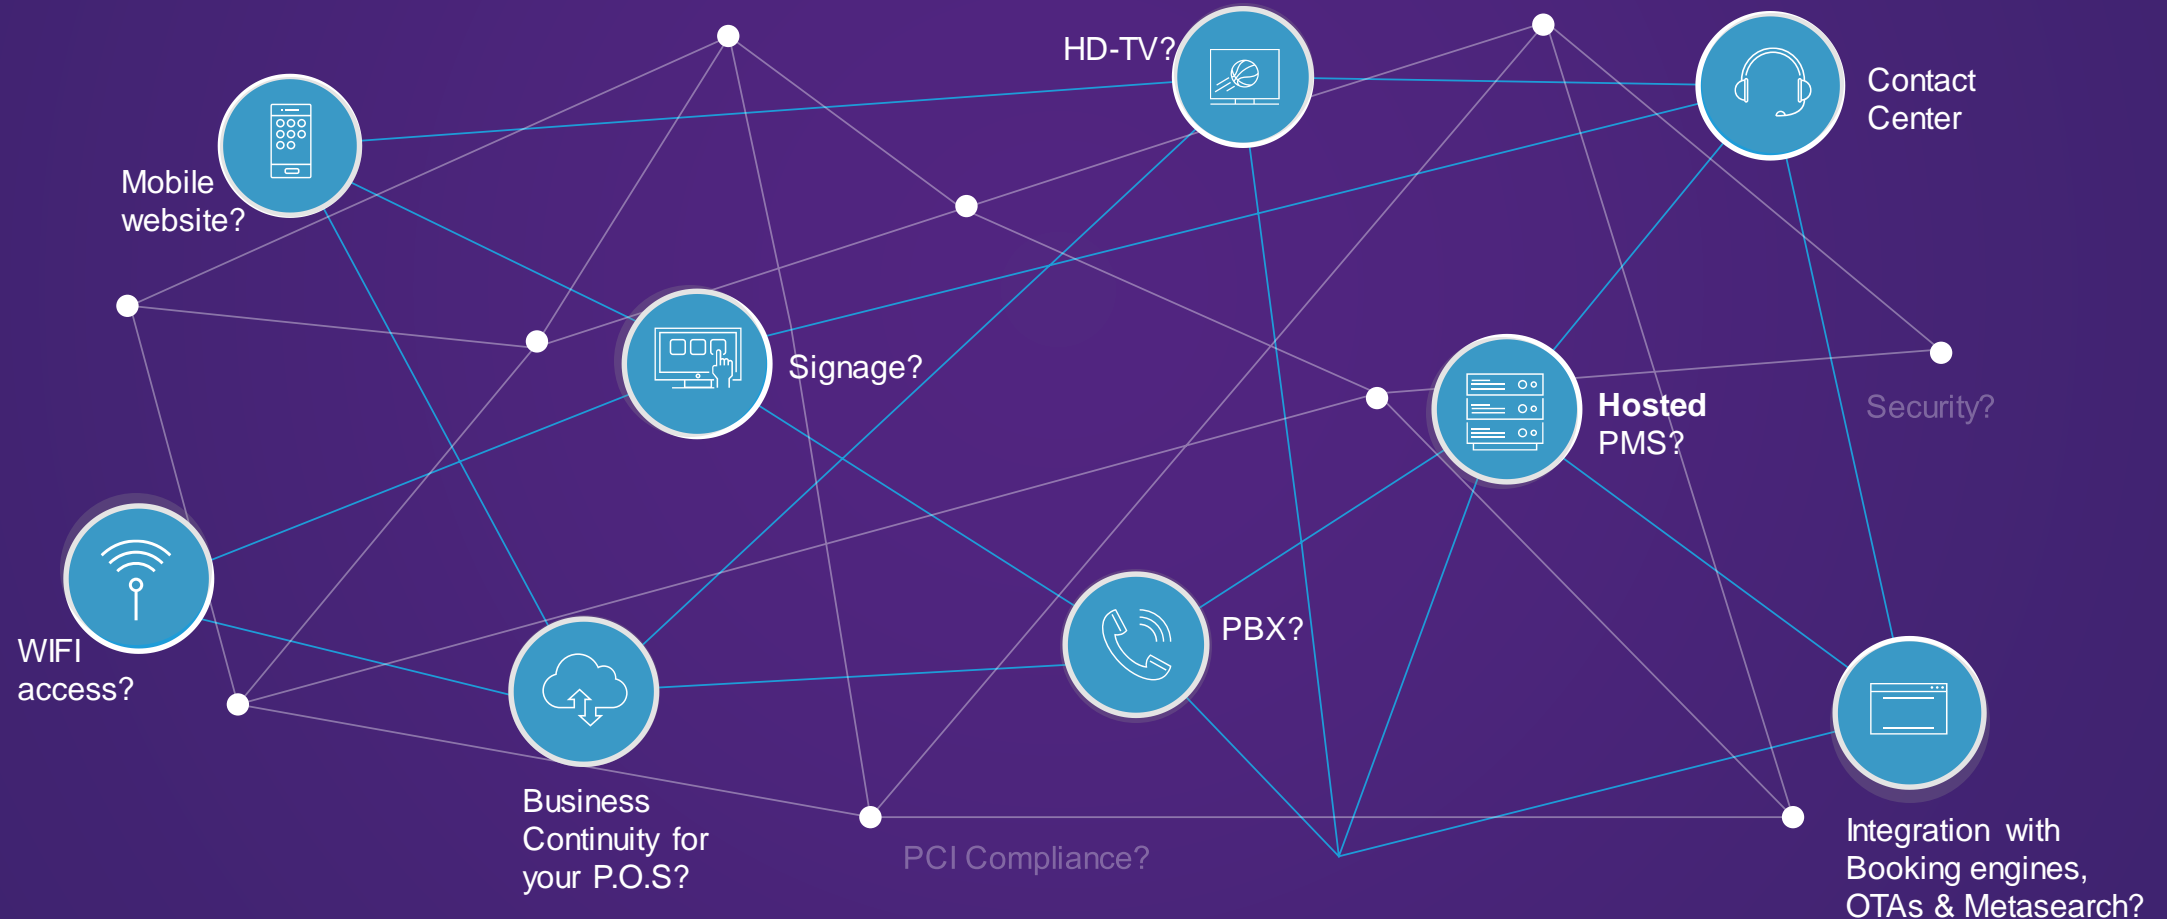 HD-TV?
Contact
Center
Mobile
website?
Signage?
Hosted
PMS?
Security?
PBX?
WIFI
access?
Business
Continuity for
your P.O.S?
PCI Compliance?
Integration with
Booking engines,
OTAs & Metasearch?